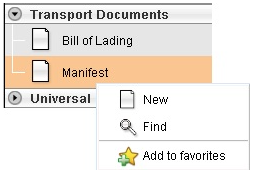 Transport Documents
Bill of Lading
Manifest
Universal
New
Find
Add to favorites